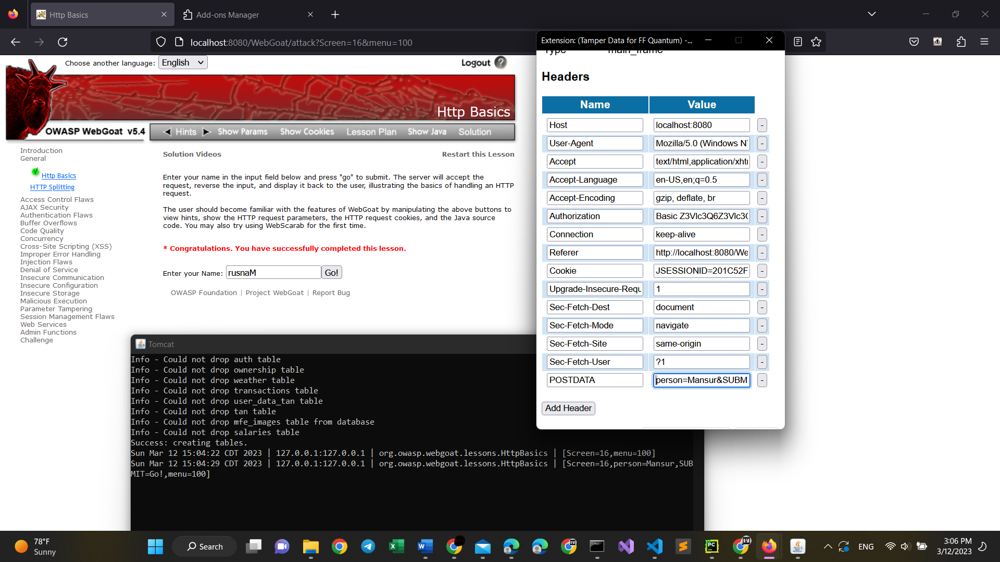 Http Basics
Add-ons Manager
localhost:8080/WebGoat/attack?Screen=16&menu=100
Choose another language: English
Logout ?
Http Basics
OWASP WebGoat v5.4
Hints Show Params Show Cookies Lesson Plan Show Java Solution
Introduction
General
Http Basics
HTTP Splitting
Access Control Flaws
AJAX Security
Authentication Flaws
Buffer Overflows
Code Quality
Concurrency
Cross-Site Scripting (XSS)
Improper Error Handling
Injection Flaws
Denial of Service
Insecure Communication
Insecure Configuration
Insecure Storage
Malicious Execution
Parameter Tampering
Session Management Flaws
Web Services
Admin Functions
Challenge
Solution Videos Restart this Lesson
Enter your name in the input field below and press "go" to submit. The server will accept the
request, reverse the input, and display it back to the user, illustrating the basics of handling an HTTP
request.
The user should become familiar with the features of WebGoat by manipulating the above buttons to
view hints, show the HTTP request parameters, the HTTP request cookies, and the Java source
code. You may also try using WebScarab for the first time.
* Congratulations. You have successfully completed this lesson.
Enter your Name: rusnaM Go!
OWASP Foundation | Project WebGoat | Report Bug
Extension: (Tamper Data for FF Quantum) -...
Type main_frame
Headers
Name Value
Host localhost:8080 -
User-Agent Mozilla/5.0 (Windows NT -
Accept text/html,application/xhtm -
Accept-Language en-US,en;q=0.5 -
Accept-Encoding gzip, deflate, br -
Authorization Basic Z3Vlc3Q6Z3Vlc3Q -
Connection keep-alive -
Referer http://localhost:8080/We -
Cookie JSESSIONID=201C52F -
Upgrade-Insecure-Requ 1 -
Sec-Fetch-Dest document -
Sec-Fetch-Mode navigate -
Sec-Fetch-Site same-origin -
Sec-Fetch-User ?1 -
POSTDATA person=Mansur&SUBM -
Add Header
Tomcat
Info - Could not drop auth table
Info - Could not drop ownership table
Info - Could not drop weather table
Info - Could not drop transactions table
Info - Could not drop user_data_tan table
Info - Could not drop tan table
Info - Could not drop mfe_images table from database
Info - Could not drop salaries table
Success: creating tables.
Sun Mar 12 15:04:22 CDT 2023 | 127.0.0.1:127.0.0.1 | org.owasp.webgoat.lessons.HttpBasics | [Screen=16,menu=100]
Sun Mar 12 15:04:29 CDT 2023 | 127.0.0.1:127.0.0.1 | org.owasp.webgoat.lessons.HttpBasics | [Screen=16,person=Mansur,SUB
MIT=Go!,menu=100]
78°F
Sunny
Search
ENG
3:06 PM
3/12/2023